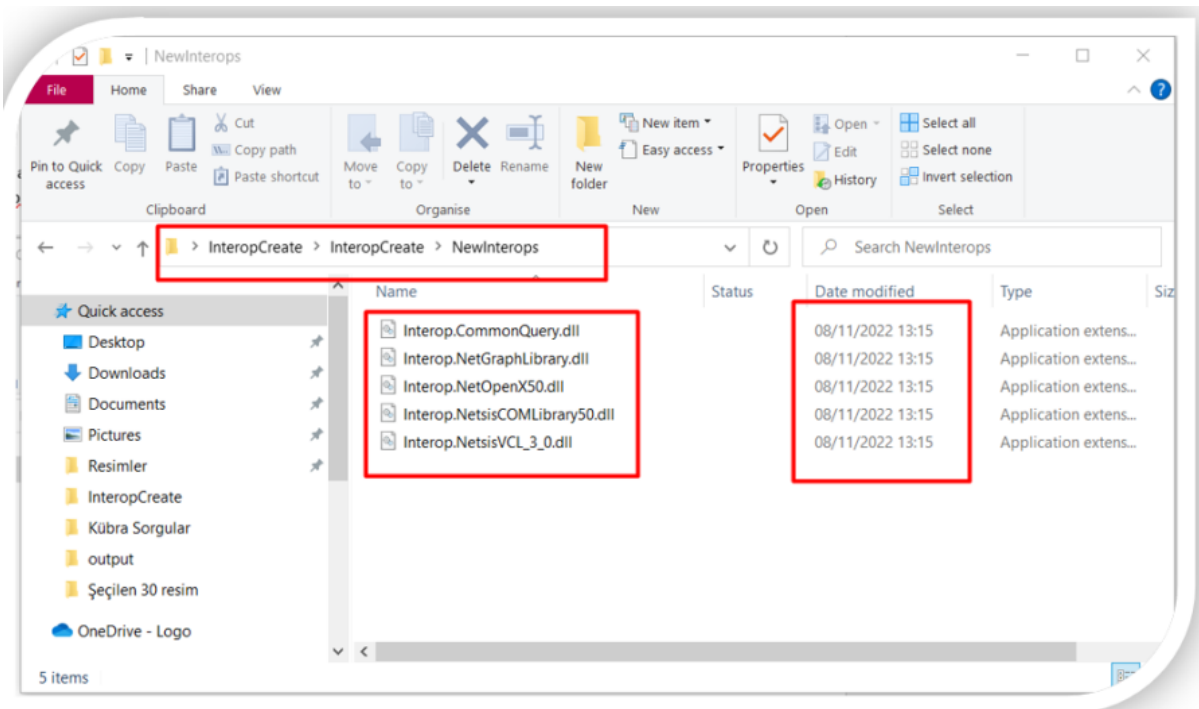 NewInterops
File Home Share View
Pin to Quick access Copy Paste Cut Copy path Paste shortcut
Move to Copy to Delete Rename New folder New item Easy access
Properties Open Edit History Select all Select none Invert selection
Clipboard Organise New Open Select
InteropCreate > InteropCreate > NewInterops Search NewInterops
Name Status Date modified Type Siz
Quick access
Desktop
Downloads
Documents
Pictures
Resimler
InteropCreate
Kübra Sorgular
output
Şeçilen 30 resim
OneDrive - Logo
Interop.CommonQuery.dll 08/11/2022 13:15 Application extens...
Interop.NetGraphLibrary.dll 08/11/2022 13:15 Application extens...
Interop.NetOpenX50.dll 08/11/2022 13:15 Application extens...
Interop.NetsisCOMLibrary50.dll 08/11/2022 13:15 Application extens...
Interop.NetsisVCL_3_0.dll 08/11/2022 13:15 Application extens...
5 items